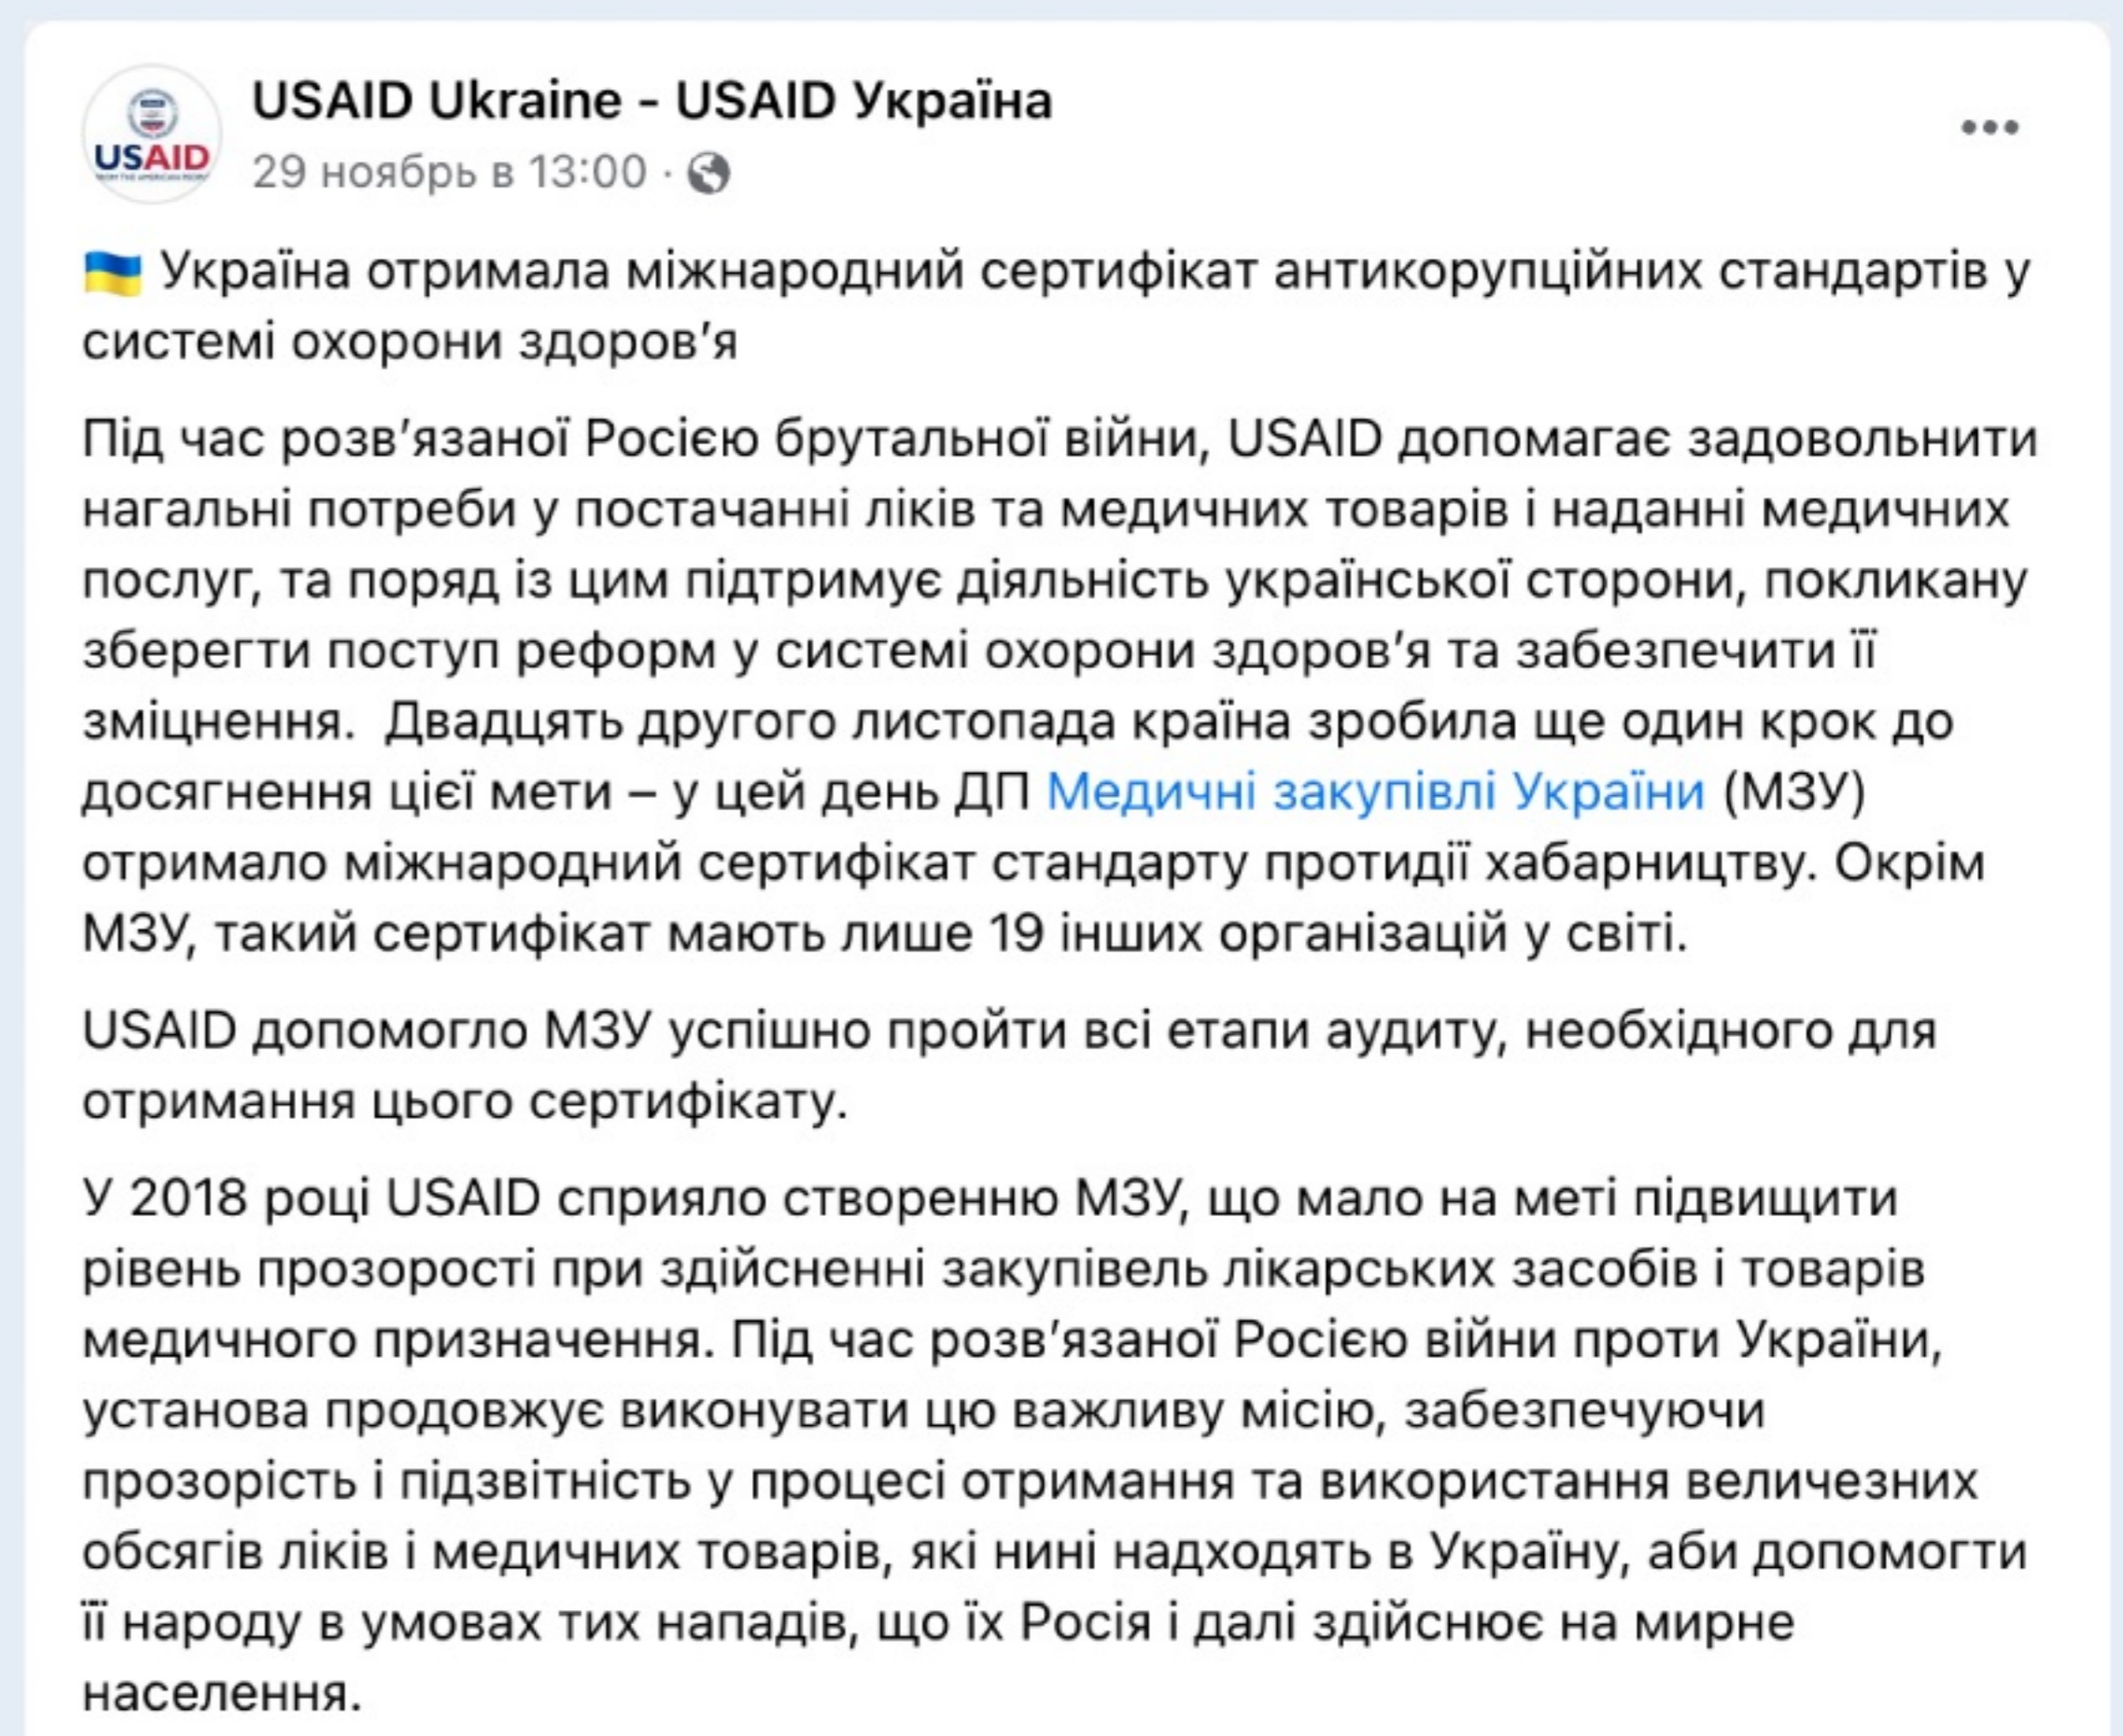 USAID Ukraine - USAID Україна
29 ноябрь в 13:00 ·
USAID
FROM THE AMERICAN PEOPLE
🇺🇦 Україна отримала міжнародний сертифікат антикорупційних стандартів у
системі охорони здоров’я
Під час розв’язаної Росією брутальної війни, USAID допомагає задовольнити
нагальні потреби у постачанні ліків та медичних товарів і наданні медичних
послуг, та поряд із цим підтримує діяльність української сторони, покликану
зберегти поступ реформ у системі охорони здоров’я та забезпечити її
зміцнення.  Двадцять другого листопада країна зробила ще один крок до
досягнення цієї мети – у цей день ДП Медичні закупівлі України (МЗУ)
отримало міжнародний сертифікат стандарту протидії хабарництву. Окрім
МЗУ, такий сертифікат мають лише 19 інших організацій у світі.
USAID допомогло МЗУ успішно пройти всі етапи аудиту, необхідного для
отримання цього сертифікату.
У 2018 році USAID сприяло створенню МЗУ, що мало на меті підвищити
рівень прозорості при здійсненні закупівель лікарських засобів і товарів
медичного призначення. Під час розв’язаної Росією війни проти України,
установа продовжує виконувати цю важливу місію, забезпечуючи
прозорість і підзвітність у процесі отримання та використання величезних
обсягів ліків і медичних товарів, які нині надходять в Україну, аби допомогти
її народу в умовах тих нападів, що їх Росія і далі здійснює на мирне
населення.